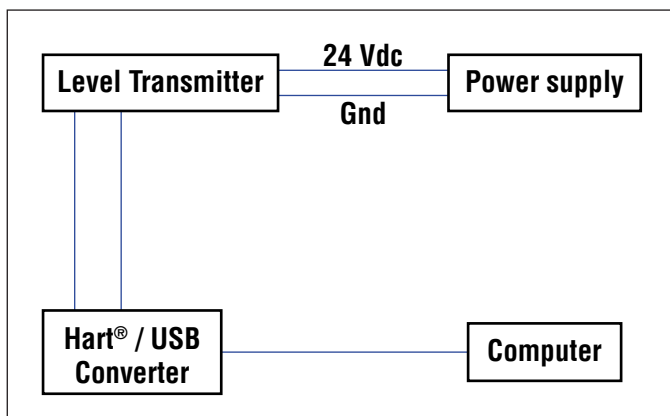 24 Vdc
Level Transmitter
Power supply
Gnd
Hart® / USB
Converter
Computer